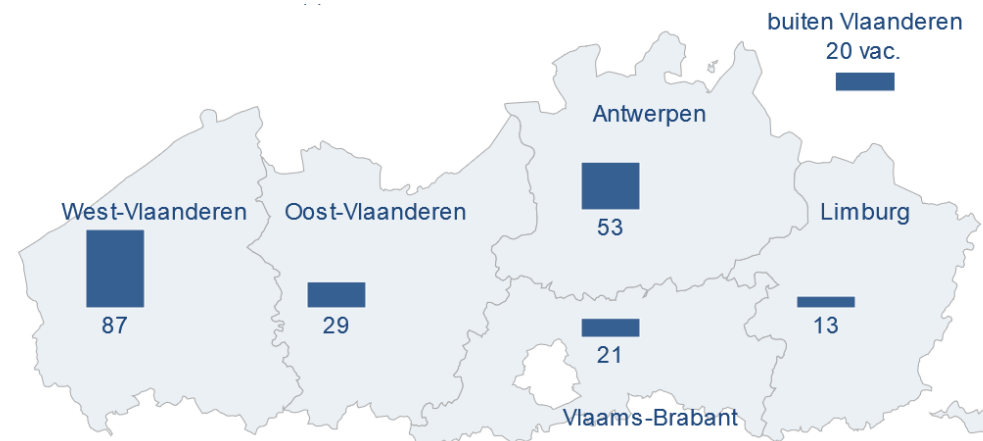 buiten Vlaanderen
20 vac.
Antwerpen
53
West-Vlaanderen
87
Oost-Vlaanderen
29
Limburg
13
21
Vlaams-Brabant